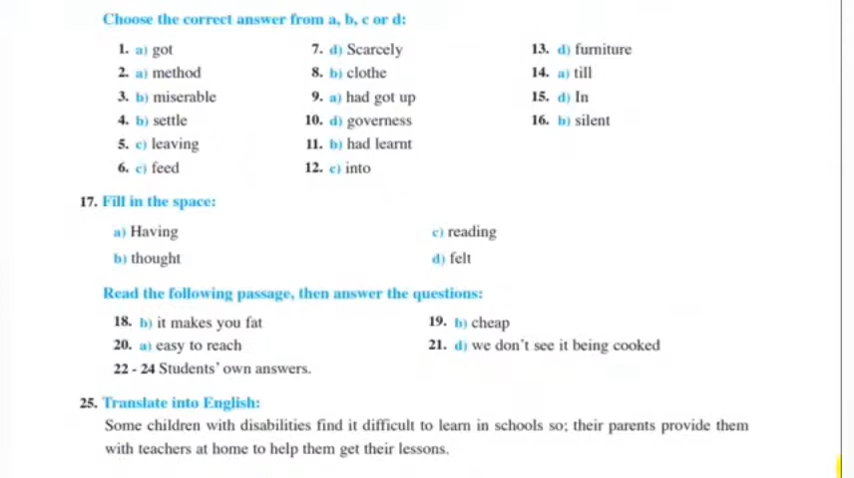 Choose the correct answer from a, b, c or d:
1. a) got 7. d) Scarcely 13. d) furniture
2. a) method 8. b) clothe 14. a) till
3. b) miserable 9. a) had got up 15. d) In
4. b) settle 10. d) governess 16. b) silent
5. c) leaving 11. b) had learnt
6. c) feed 12. c) into
17. Fill in the space:
a) Having c) reading
b) thought d) felt
Read the following passage, then answer the questions:
18. b) it makes you fat 19. b) cheap
20. a) easy to reach 21. d) we don't see it being cooked
22 - 24 Students' own answers.
25. Translate into English:
Some children with disabilities find it difficult to learn in schools so; their parents provide them
with teachers at home to help them get their lessons.